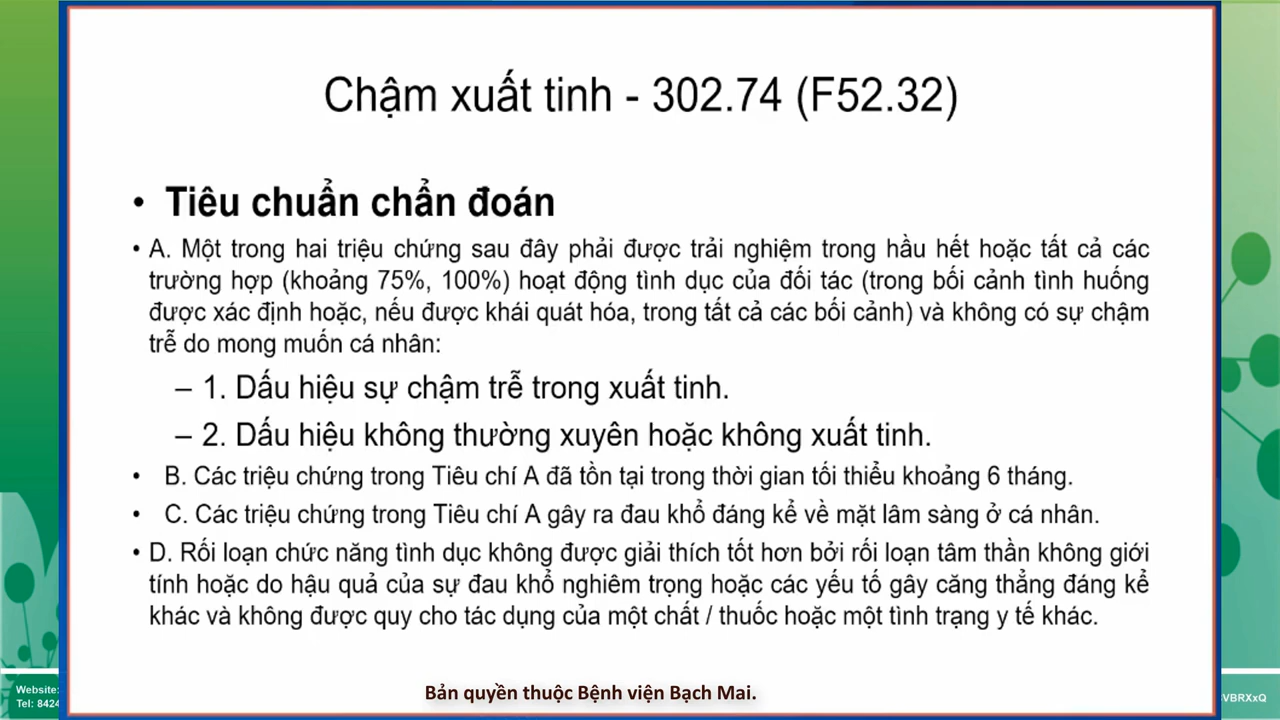 Chậm xuất tinh - 302.74 (F52.32)
• Tiêu chuẩn chẩn đoán
• A. Một trong hai triệu chứng sau đây phải được trải nghiệm trong hầu hết hoặc tất cả các
trường hợp (khoảng 75%, 100%) hoạt động tình dục của đối tác (trong bối cảnh tình huống
được xác định hoặc, nếu được khái quát hóa, trong tất cả các bối cảnh) và không có sự chậm
trễ do mong muốn cá nhân:
– 1. Dấu hiệu sự chậm trễ trong xuất tinh.
– 2. Dấu hiệu không thường xuyên hoặc không xuất tinh.
• B. Các triệu chứng trong Tiêu chí A đã tồn tại trong thời gian tối thiểu khoảng 6 tháng.
• C. Các triệu chứng trong Tiêu chí A gây ra đau khổ đáng kể về mặt lâm sàng ở cá nhân.
• D. Rối loạn chức năng tình dục không được giải thích tốt hơn bởi rối loạn tâm thần không giới
tính hoặc do hậu quả của sự đau khổ nghiêm trọng hoặc các yếu tố gây căng thẳng đáng kể
khác và không được quy cho tác dụng của một chất / thuốc hoặc một tình trạng y tế khác.
Bản quyền thuộc Bệnh viện Bạch Mai.
Website:
Tel: 8424
VBRXxQ